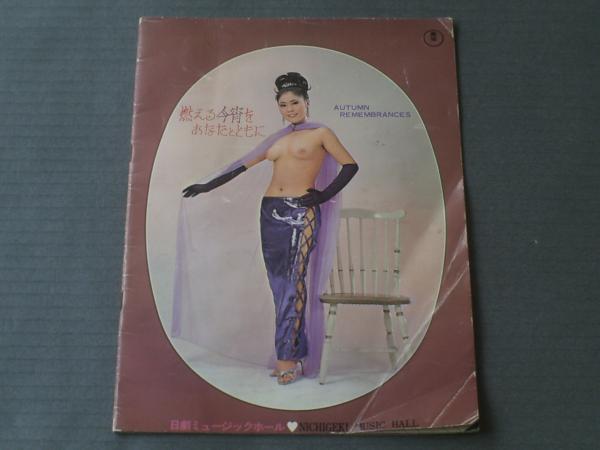 燃える今宵を
あなたとともに
AUTUMN
REMEMBRANCES
日劇ミュージックホール♥NICHIGEKI MUSIC HALL